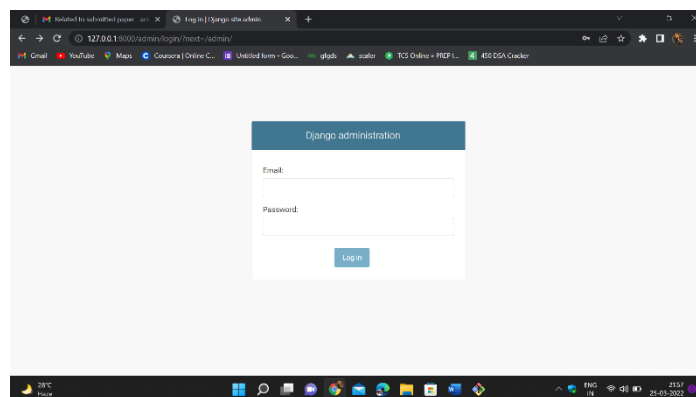 Related to submitted paper
Log in | Django site admin
127.0.0.1:8000/admin/login/?next=/admin/
Gmail YouTube Maps Coursera | Online C... Untitled form - Goo... gfgds scaler TCS Online = PREP I... 450 DSA Cracker
Django administration
Email:
Password:
Log in
28°C
Haze
ENG
IN
21:57
29-03-2022